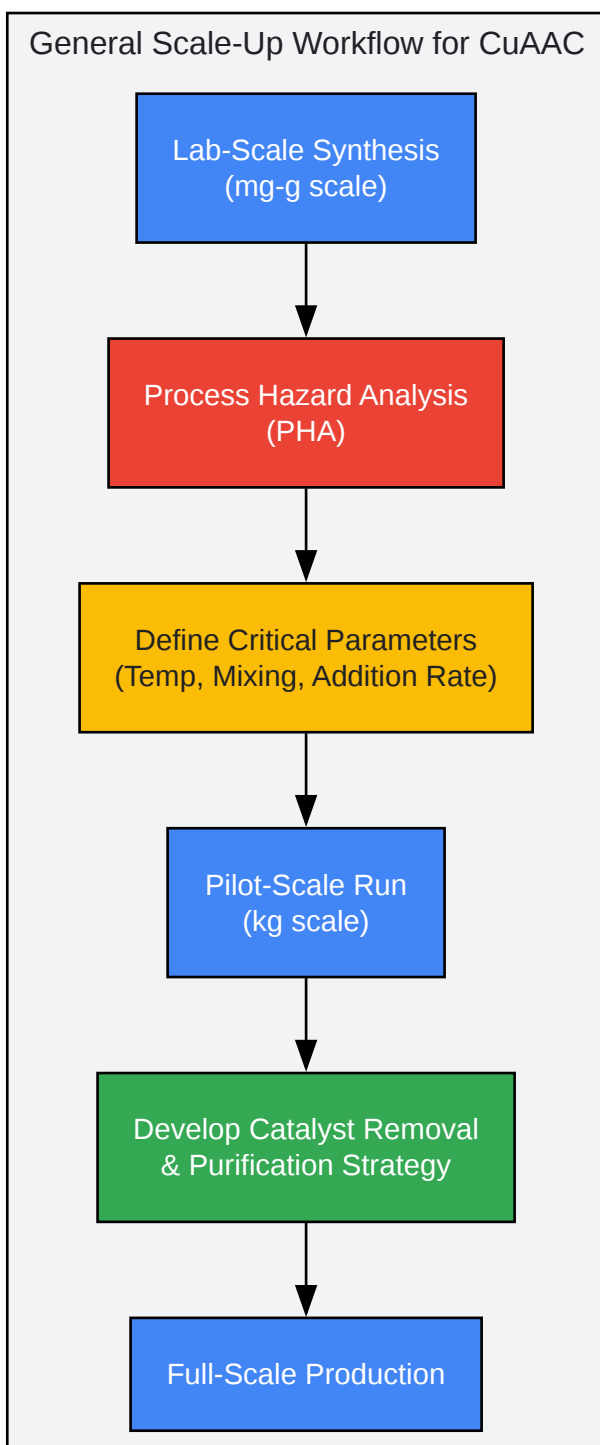 General Scale-Up Workflow for CuAAC
Lab-Scale Synthesis
(mg-g scale)
Process Hazard Analysis
(PHA)
Define Critical Parameters
(Temp, Mixing, Addition Rate)
Pilot-Scale Run
(kg scale)
Develop Catalyst Removal
& Purification Strategy
Full-Scale Production